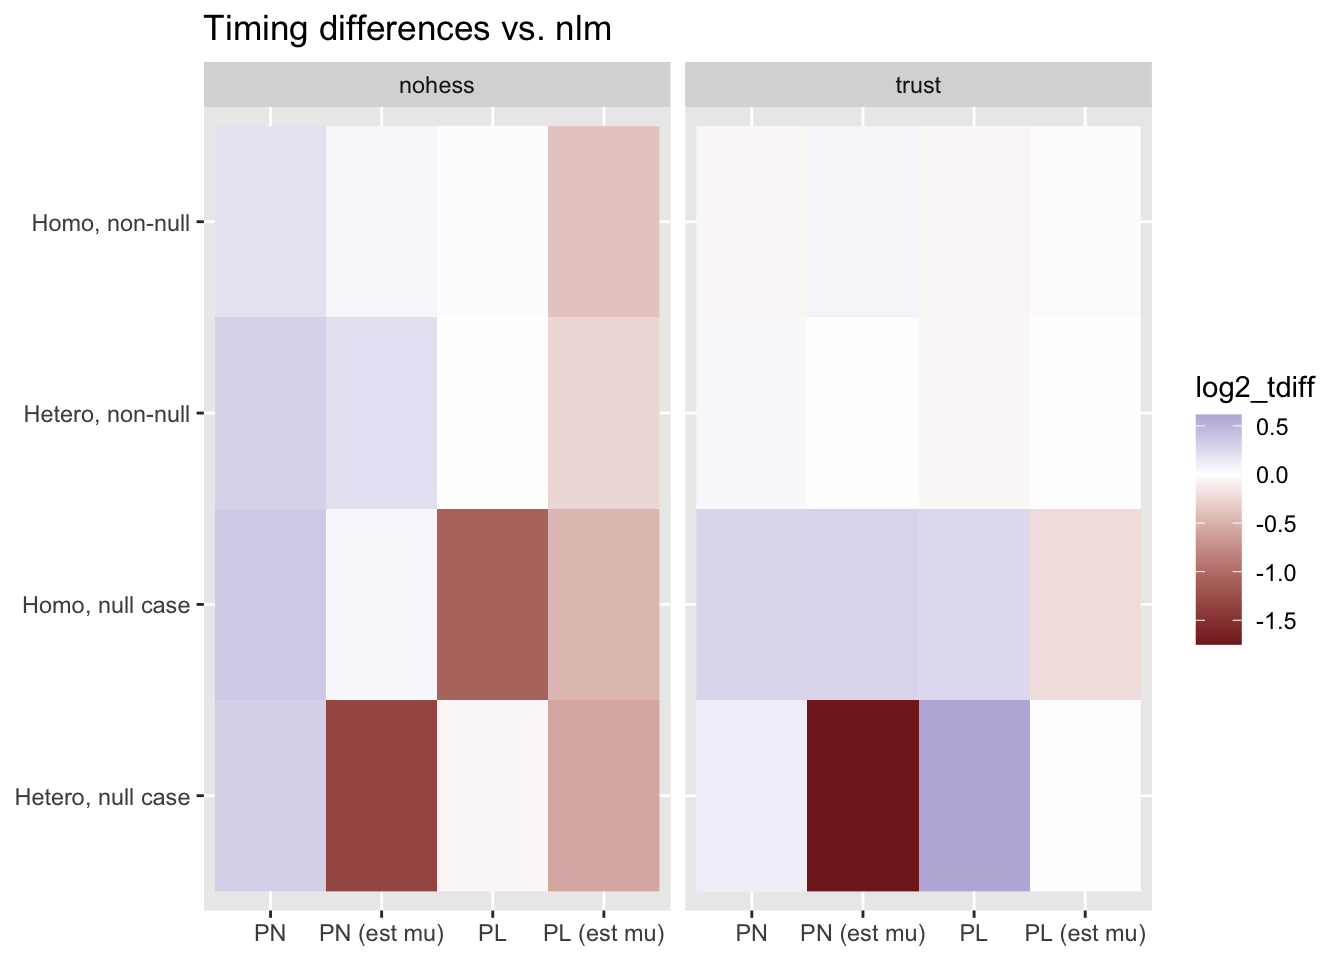 Timing differences vs. nlm
nohess
trust
Homo, non-null
Hetero, non-null
Homo, null case
Hetero, null case
PN
PN (est mu)
PL
PL (est mu)
PN
PN (est mu)
PL
PL (est mu)
log2_tdiff
0.5
0.0
-0.5
-1.0
-1.5